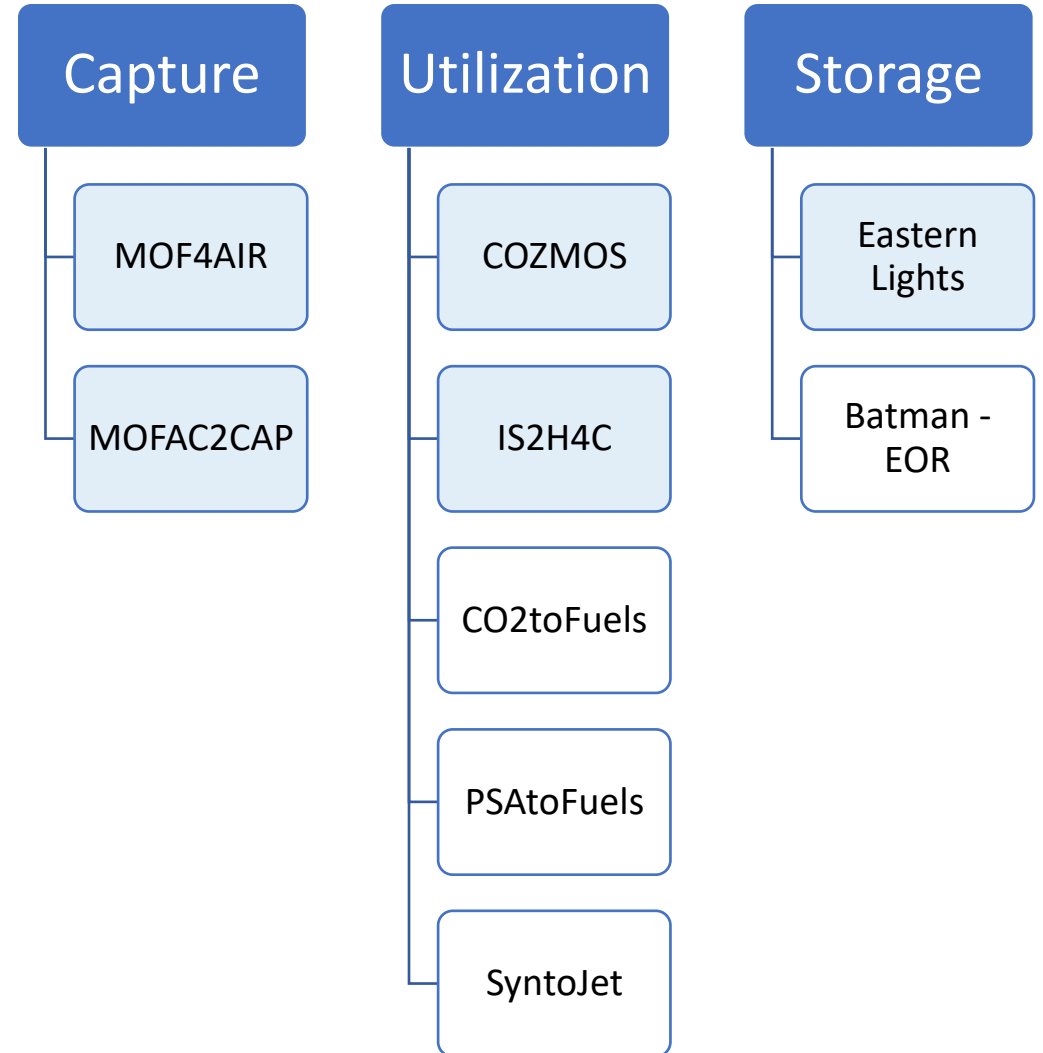 Capture
MOF4AIR
MOFAC2CAP
Utilization
COZMOS
IS2H4C
CO2toFuels
PSAtoFuels
SyntoJet
Storage
Eastern
Lights
Batman -
EOR